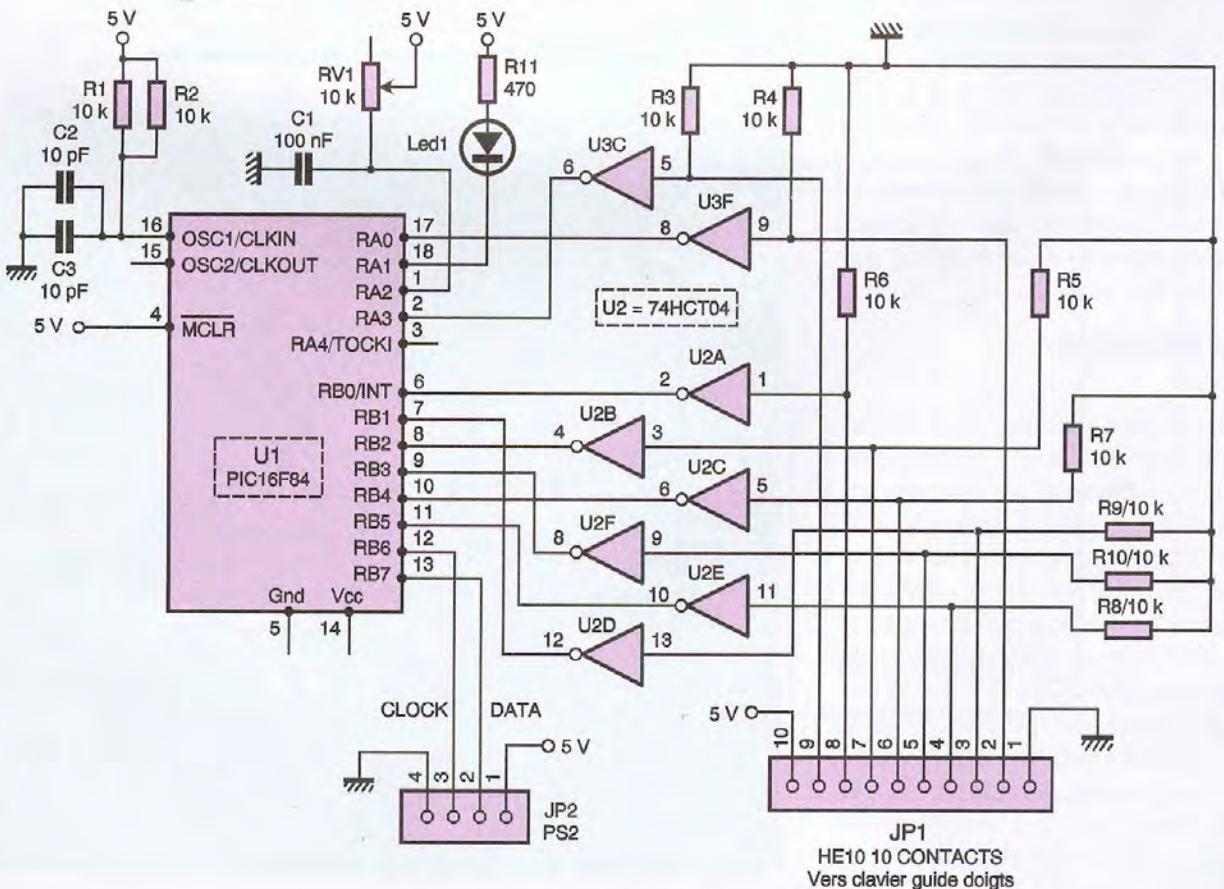 5 V
5 V
5 V
R1
10 k
R2
10 k
RV1
10 k
R11
470
C2
10 pF
C1
100 nF
Led1
C3
10 pF
R3
10 k
R4
10 k
6
U3C
5
U3F
8
9
R6
10 k
R5
10 k
U2 = 74HCT04
16
OSC1/CLKIN
15
OSC2/CLKOUT
5 V
4
MCLR
RA0
17
RA1
18
RA2
1
RA3
2
RA4/TOCKI
3
RB0/INT
6
RB1
7
RB2
8
RB3
9
RB4
10
RB5
11
RB6
12
RB7
13
U1
PIC16F84
Gnd
5
Vcc
14
U2A
2
1
U2B
4
3
U2C
6
5
R7
10 k
U2F
8
9
R9/10 k
R10/10 k
U2E
10
11
R8/10 k
U2D
12
13
CLOCK
DATA
5 V
4
3
2
1
JP2
PS2
5 V
10
9
8
7
6
5
4
3
2
1
JP1
HE10 10 CONTACTS
Vers clavier guide doigts